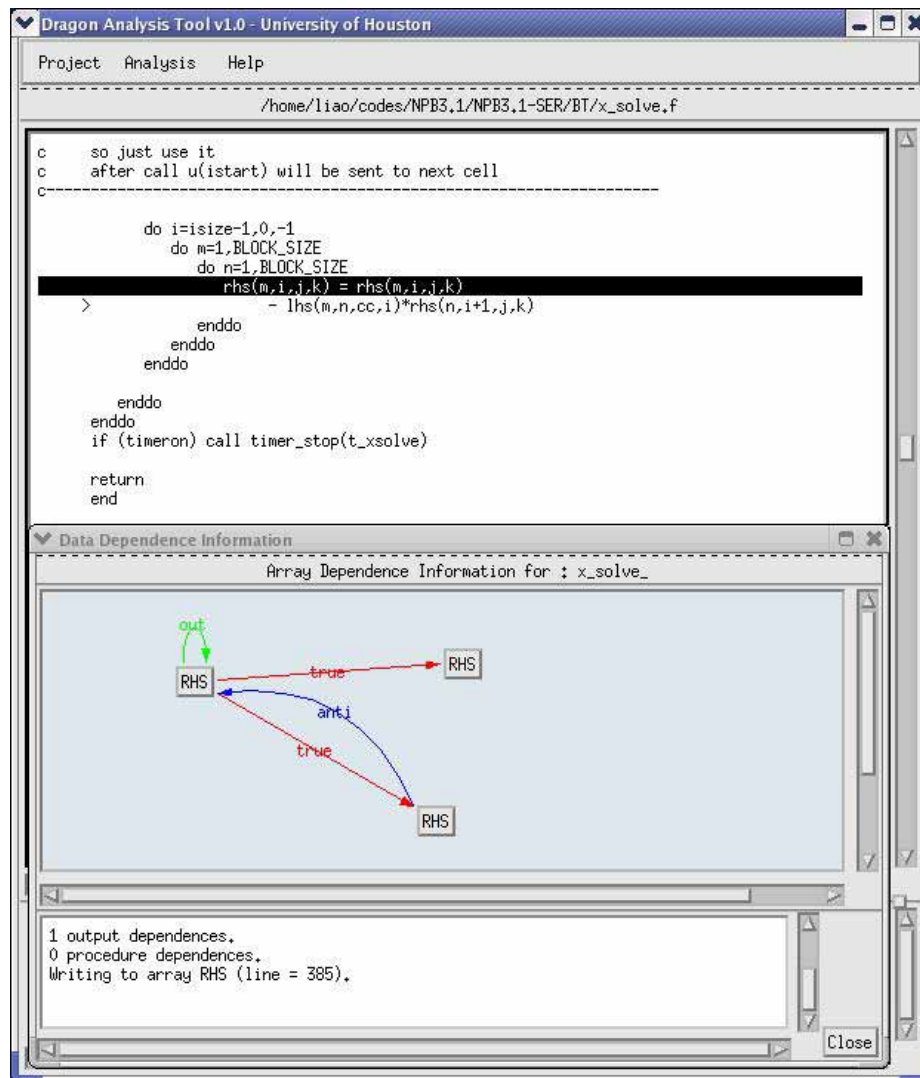 Dragon Analysis Tool v1.0 - University of Houston
Project Analysis Help
/home/liao/codes/NPB3.1/NPB3.1-SER/BT/x_solve.f
c so just use it
c after call u(istart) will be sent to next cell
c---------------------------------------------------------------------
do i=isize-1,0,-1
do m=1,BLOCK_SIZE
do n=1,BLOCK_SIZE
rhs(m,i,j,k) = rhs(m,i,j,k)
> - lhs(m,n,cc,i)*rhs(n,i+1,j,k)
enddo
enddo
enddo
enddo
enddo
if (timeron) call timer_stop(t_xsolve)
return
end
Data Dependence Information
Array Dependence Information for : x_solve_
out
RHS
true
RHS
anti
true
RHS
1 output dependences.
0 procedure dependences.
Writing to array RHS (line = 385).
Close